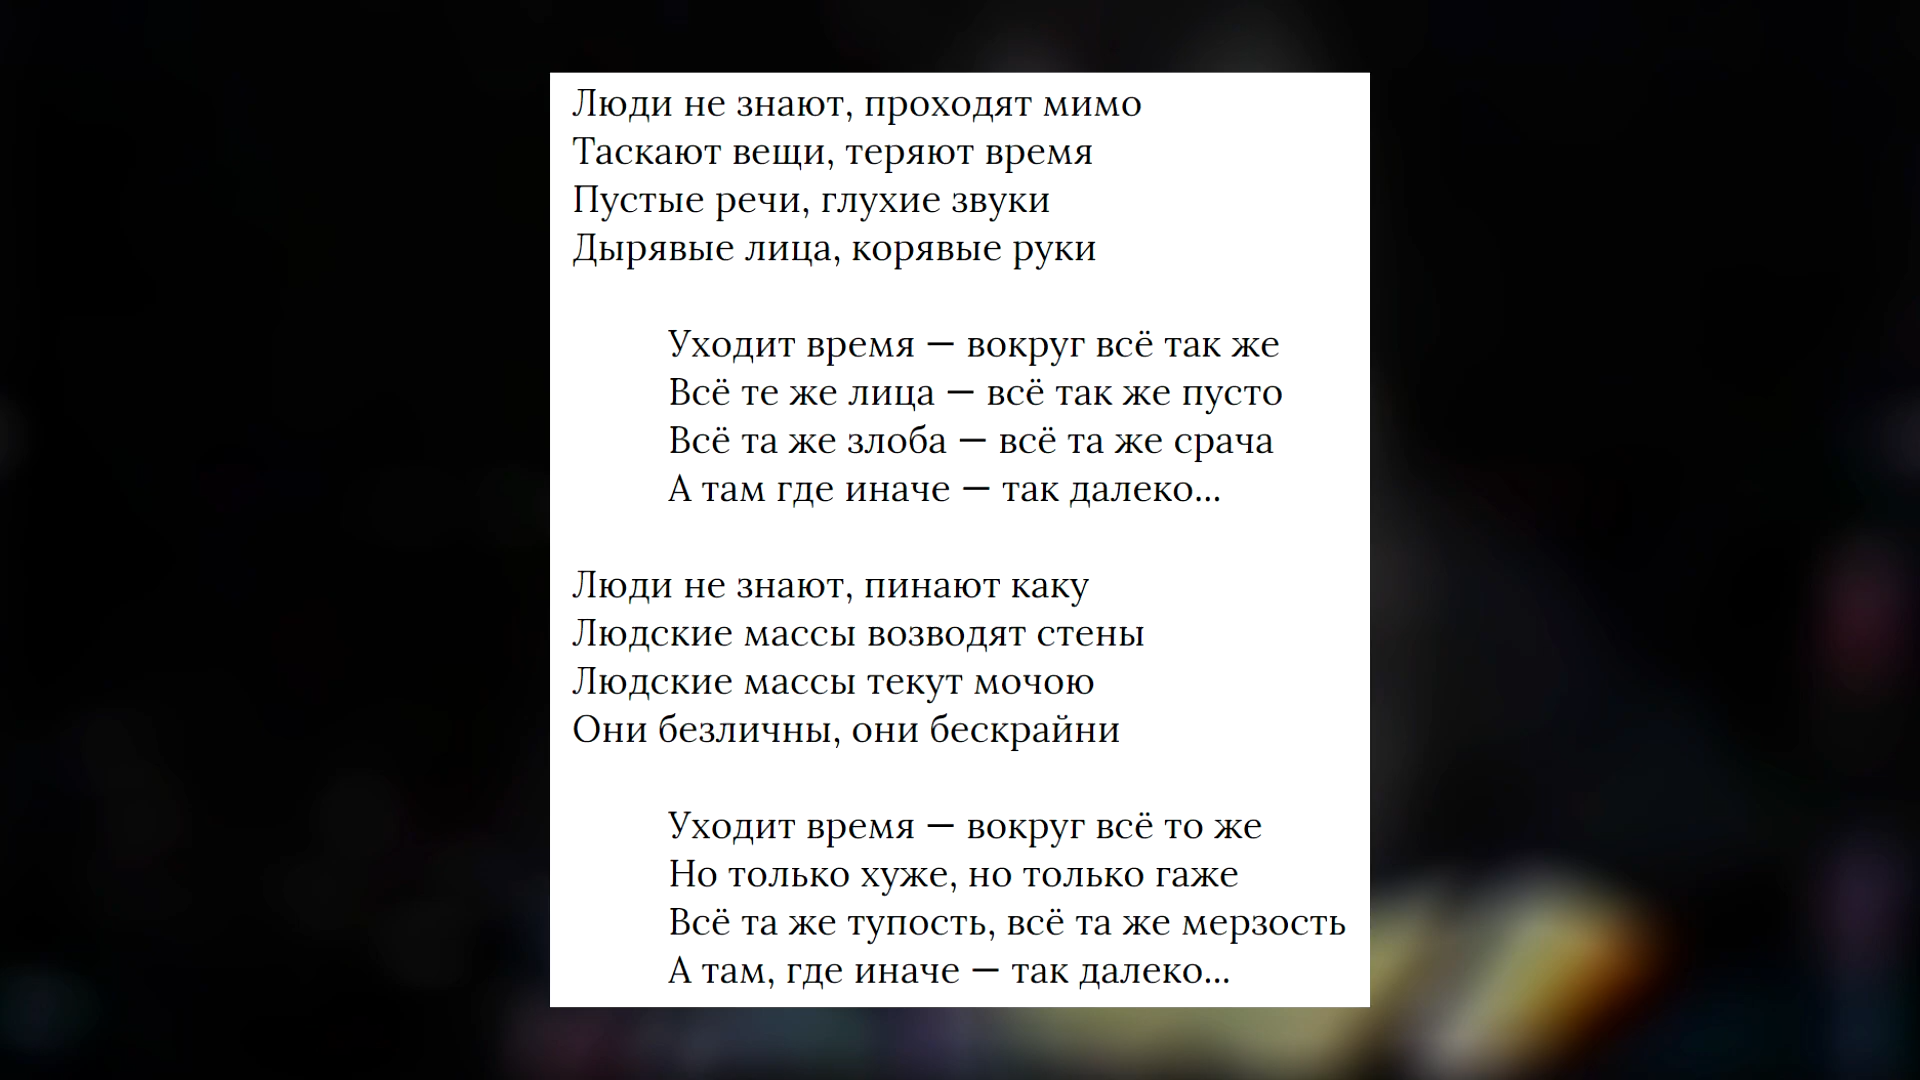 Люди не знают, проходят мимо
Таскают вещи, теряют время
Пустые речи, глухие звуки
Дырявые лица, корявые руки
Уходит время — вокруг всё так же
Всё те же лица — всё так же пусто
Всё та же злоба — всё та же срача
А там где иначе — так далеко...
Люди не знают, пинают каку
Людские массы возводят стены
Людские массы текут мочою
Они безличны, они бескрайни
Уходит время — вокруг всё то же
Но только хуже, но только гаже
Всё та же тупость, всё та же мерзость
А там, где иначе — так далеко...